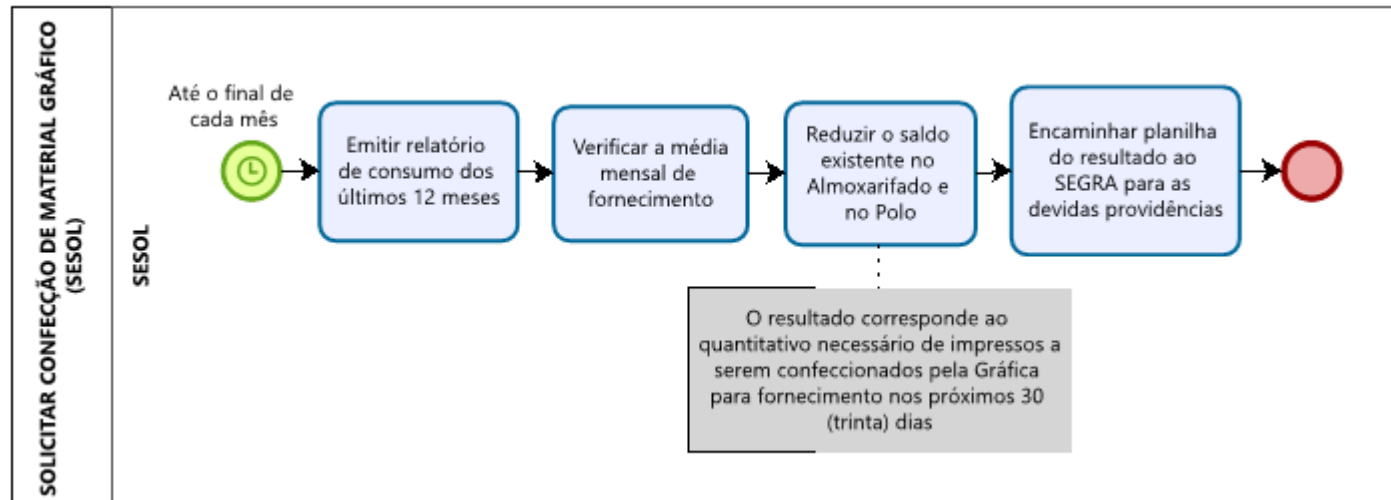 SOLICITAR CONFECÇÃO DE MATERIAL GRÁFICO
(SESOL)
SESOL
Até o final de
cada mês
Emitir relatório
de consumo dos
últimos 12 meses
Verificar a média
mensal de
fornecimento
Reduzir o saldo
existente no
Almoxarifado e
no Polo
Encaminhar planilha
do resultado ao
SEGRA para as
devidas providências
O resultado corresponde ao
quantitativo necessário de impressos a
serem confeccionados pela Gráfica
para fornecimento nos próximos 30
(trinta) dias